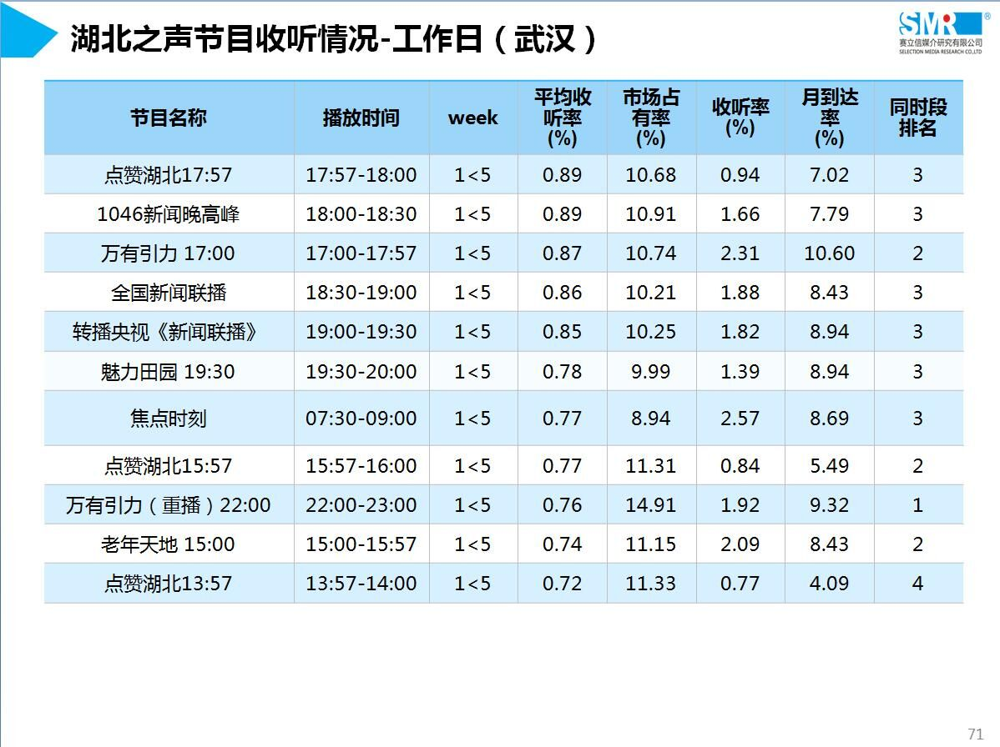 湖北之声节目收听情况-工作日（武汉）
SMR®
赛立信媒介研究有限公司
SELECTION MEDIA RESEARCH CO.,LTD
节目名称 播放时间 week 平均收听率(%) 市场占有率(%) 收听率(%) 月到达率(%) 同时段排名
点赞湖北17:57 17:57-18:00 1<5 0.89 10.68 0.94 7.02 3
1046新闻晚高峰 18:00-18:30 1<5 0.89 10.91 1.66 7.79 3
万有引力 17:00 17:00-17:57 1<5 0.87 10.74 2.31 10.60 2
全国新闻联播 18:30-19:00 1<5 0.86 10.21 1.88 8.43 3
转播央视《新闻联播》 19:00-19:30 1<5 0.85 10.25 1.82 8.94 3
魅力田园 19:30 19:30-20:00 1<5 0.78 9.99 1.39 8.94 3
焦点时刻 07:30-09:00 1<5 0.77 8.94 2.57 8.69 3
点赞湖北15:57 15:57-16:00 1<5 0.77 11.31 0.84 5.49 2
万有引力（重播）22:00 22:00-23:00 1<5 0.76 14.91 1.92 9.32 1
老年天地 15:00 15:00-15:57 1<5 0.74 11.15 2.09 8.43 2
点赞湖北13:57 13:57-14:00 1<5 0.72 11.33 0.77 4.09 4
71